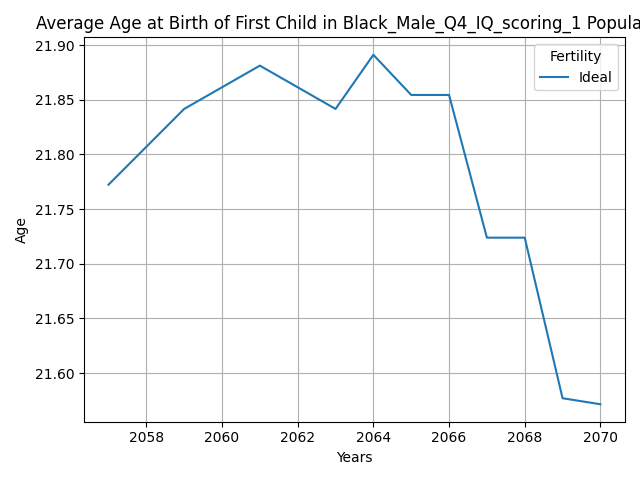 Average Age at Birth of First Child in Black_Male_Q4_IQ_scoring_1 Popula
21.90
21.85
21.80
21.75
21.70
21.65
21.60
Age
Fertility
Ideal
2058 2060 2062 2064 2066 2068 2070
Years